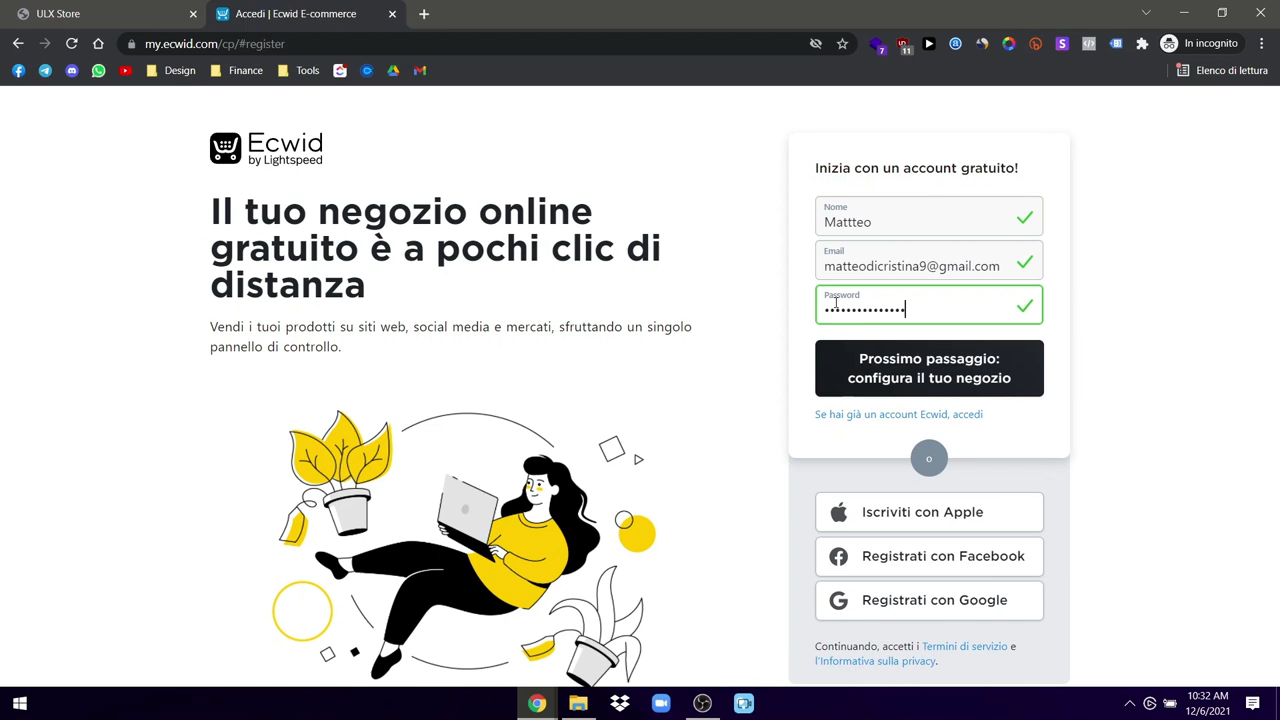 ULX Store
Accedi | Ecwid E-commerce
my.ecwid.com/cp/#register
7
11
In incognito
Design
Finance
Tools
Elenco di lettura
Ecwid
by Lightspeed
Il tuo negozio online
gratuito è a pochi clic di
distanza
Vendi i tuoi prodotti su siti web, social media e mercati, sfruttando un singolo
pannello di controllo.
Inizia con un account gratuito!
Nome
Mattteo
Email
matteodicristina9@gmail.com
Password
•••••••••••••••
Prossimo passaggio:
configura il tuo negozio
Se hai già un account Ecwid, accedi
o
Iscriviti con Apple
Registrati con Facebook
Registrati con Google
Continuando, accetti i Termini di servizio e
l'Informativa sulla privacy.
10:32 AM
12/6/2021